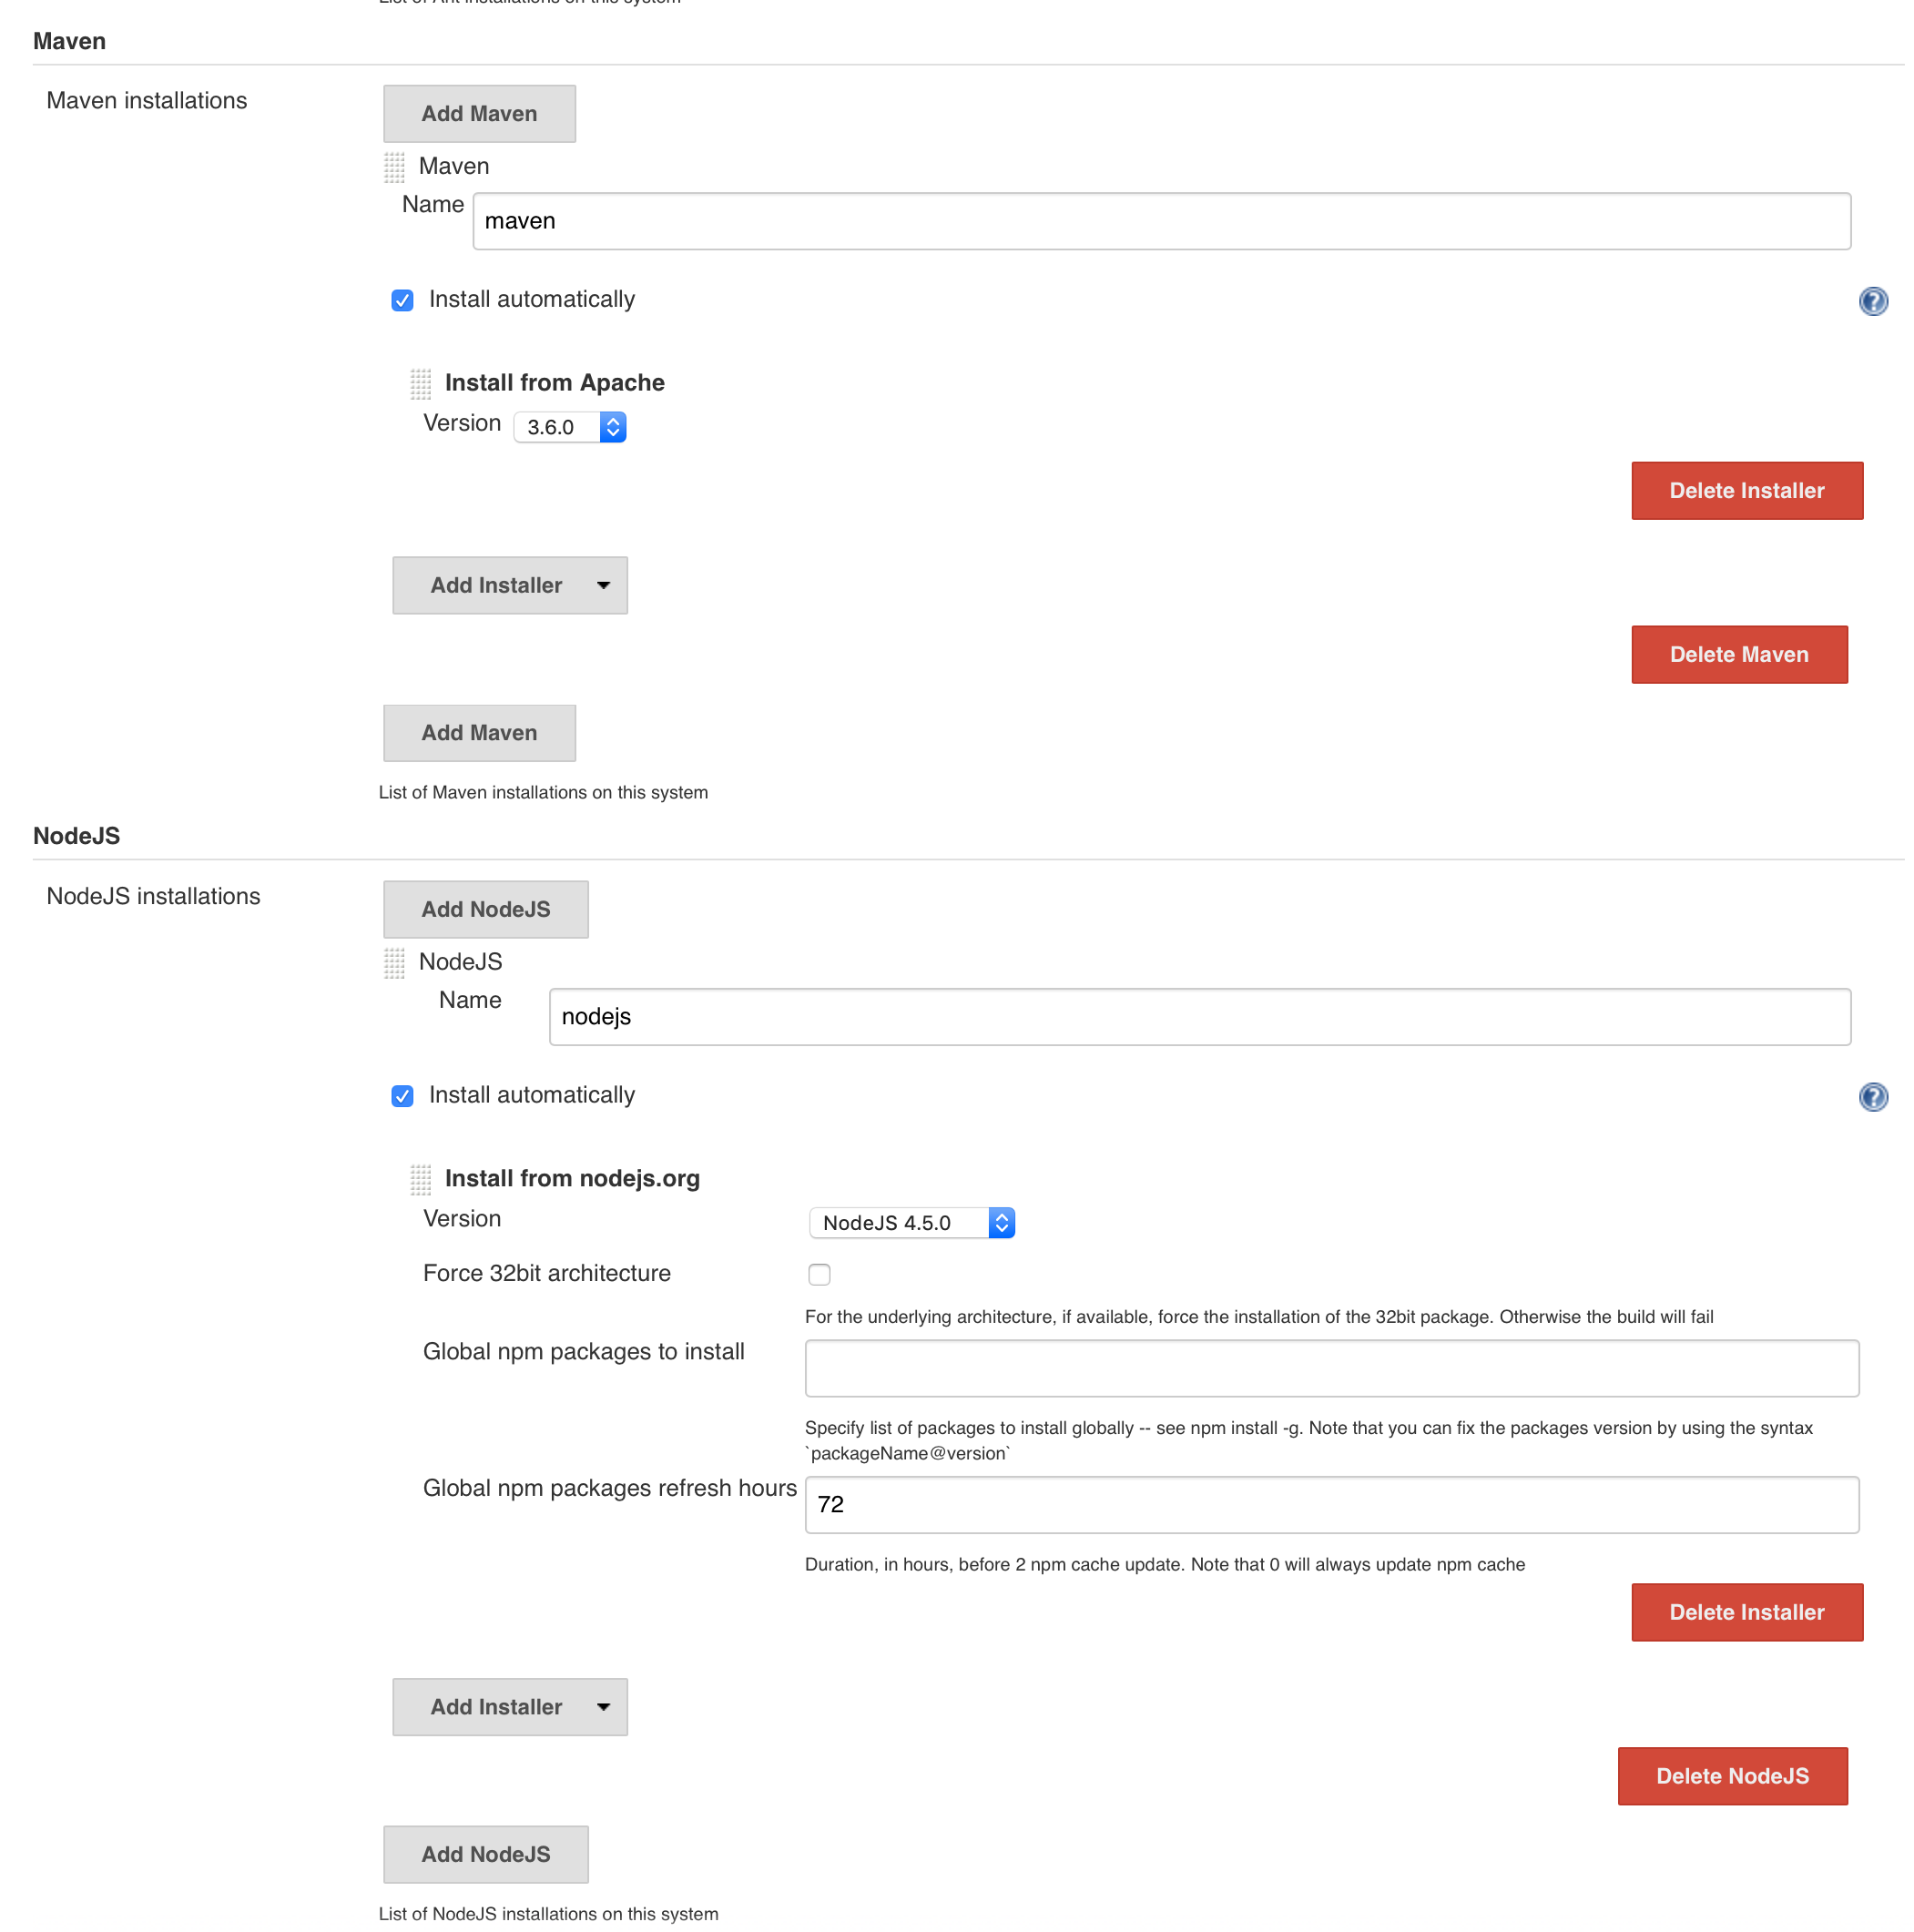 List of Ant installations on this system
Maven
Maven installations
Add Maven
Maven
Name
maven
Install automatically
Install from Apache
Version
3.6.0
Delete Installer
Add Installer
Delete Maven
Add Maven
List of Maven installations on this system
NodeJS
NodeJS installations
Add NodeJS
NodeJS
Name
nodejs
Install automatically
Install from nodejs.org
Version
NodeJS 4.5.0
Force 32bit architecture
For the underlying architecture, if available, force the installation of the 32bit package. Otherwise the build will fail
Global npm packages to install
Specify list of packages to install globally -- see npm install -g. Note that you can fix the packages version by using the syntax
`packageName@version`
Global npm packages refresh hours
72
Duration, in hours, before 2 npm cache update. Note that 0 will always update npm cache
Delete Installer
Add Installer
Delete NodeJS
Add NodeJS
List of NodeJS installations on this system